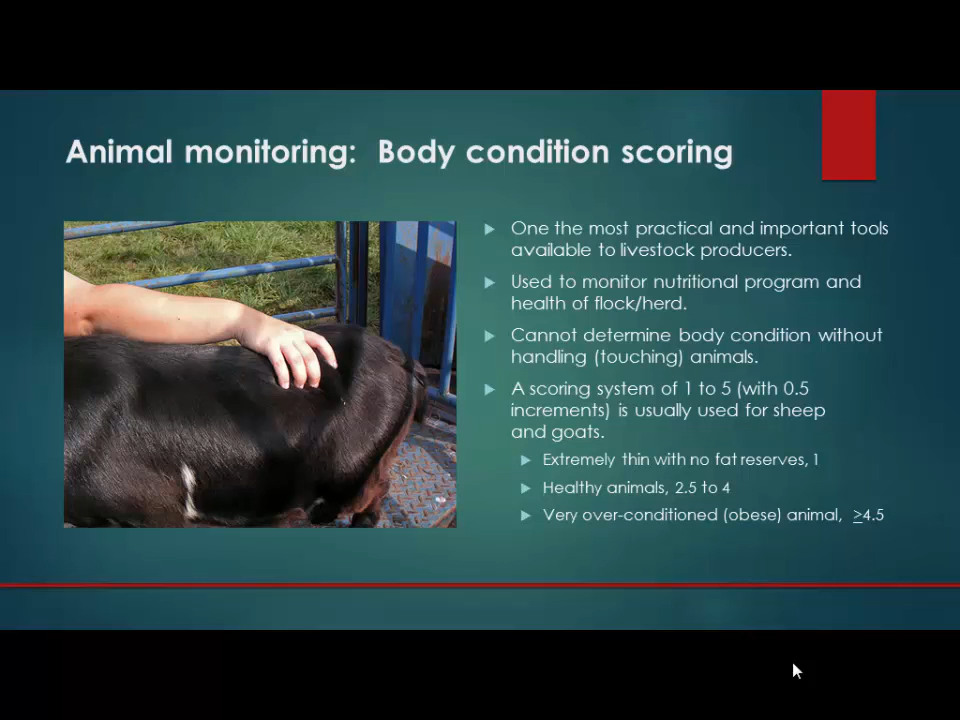 Animal monitoring:  Body condition scoring
One the most practical and important tools
available to livestock producers.
Used to monitor nutritional program and
health of flock/herd.
Cannot determine body condition without
handling (touching) animals.
A scoring system of 1 to 5 (with 0.5
increments) is usually used for sheep
and goats.
Extremely thin with no fat reserves, 1
Healthy animals, 2.5 to 4
Very over-conditioned (obese) animal,  ≥4.5